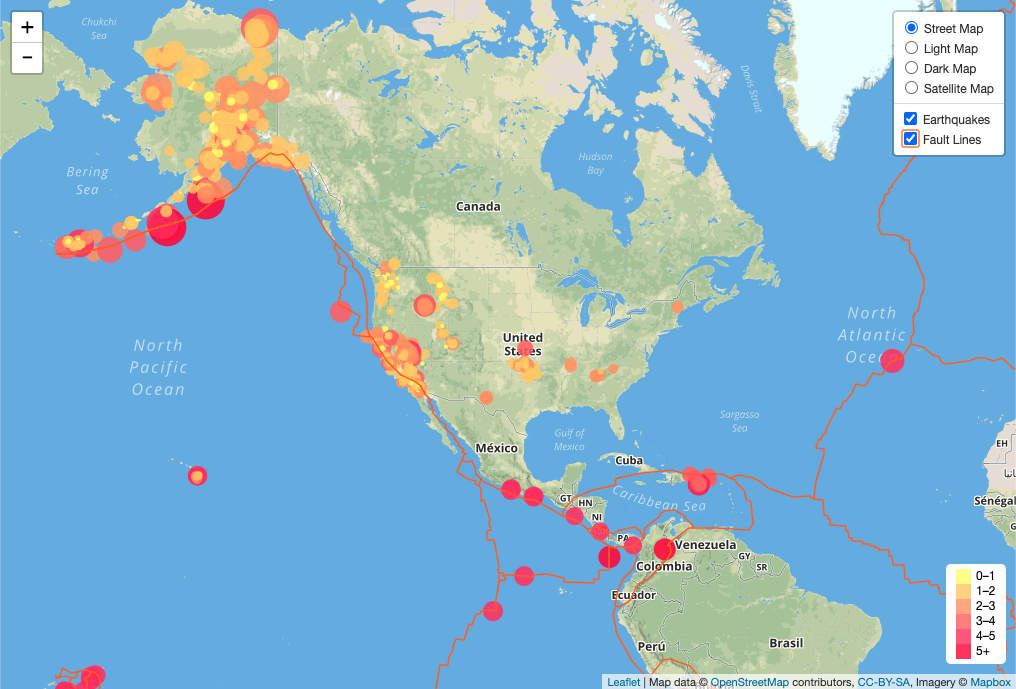 +
−
Chukchi
Sea
Street Map
Light Map
Dark Map
Satellite Map
Earthquakes
Fault Lines
Davis Strait
Bering
Sea
Hudson
Bay
Canada
North
Pacific
Ocean
United
States
North
Atlantic
Ocean
Sargasso
Sea
Gulf of
Mexico
México
Cuba
EH
GT
HN
NI
Caribbean Sea
PA
Venezuela
Colombia
GY
SR
Ecuador
Perú
Brasil
Sénégal
0–1
1–2
2–3
3–4
4–5
5+
Leaflet | Map data © OpenStreetMap contributors, CC-BY-SA, Imagery © Mapbox